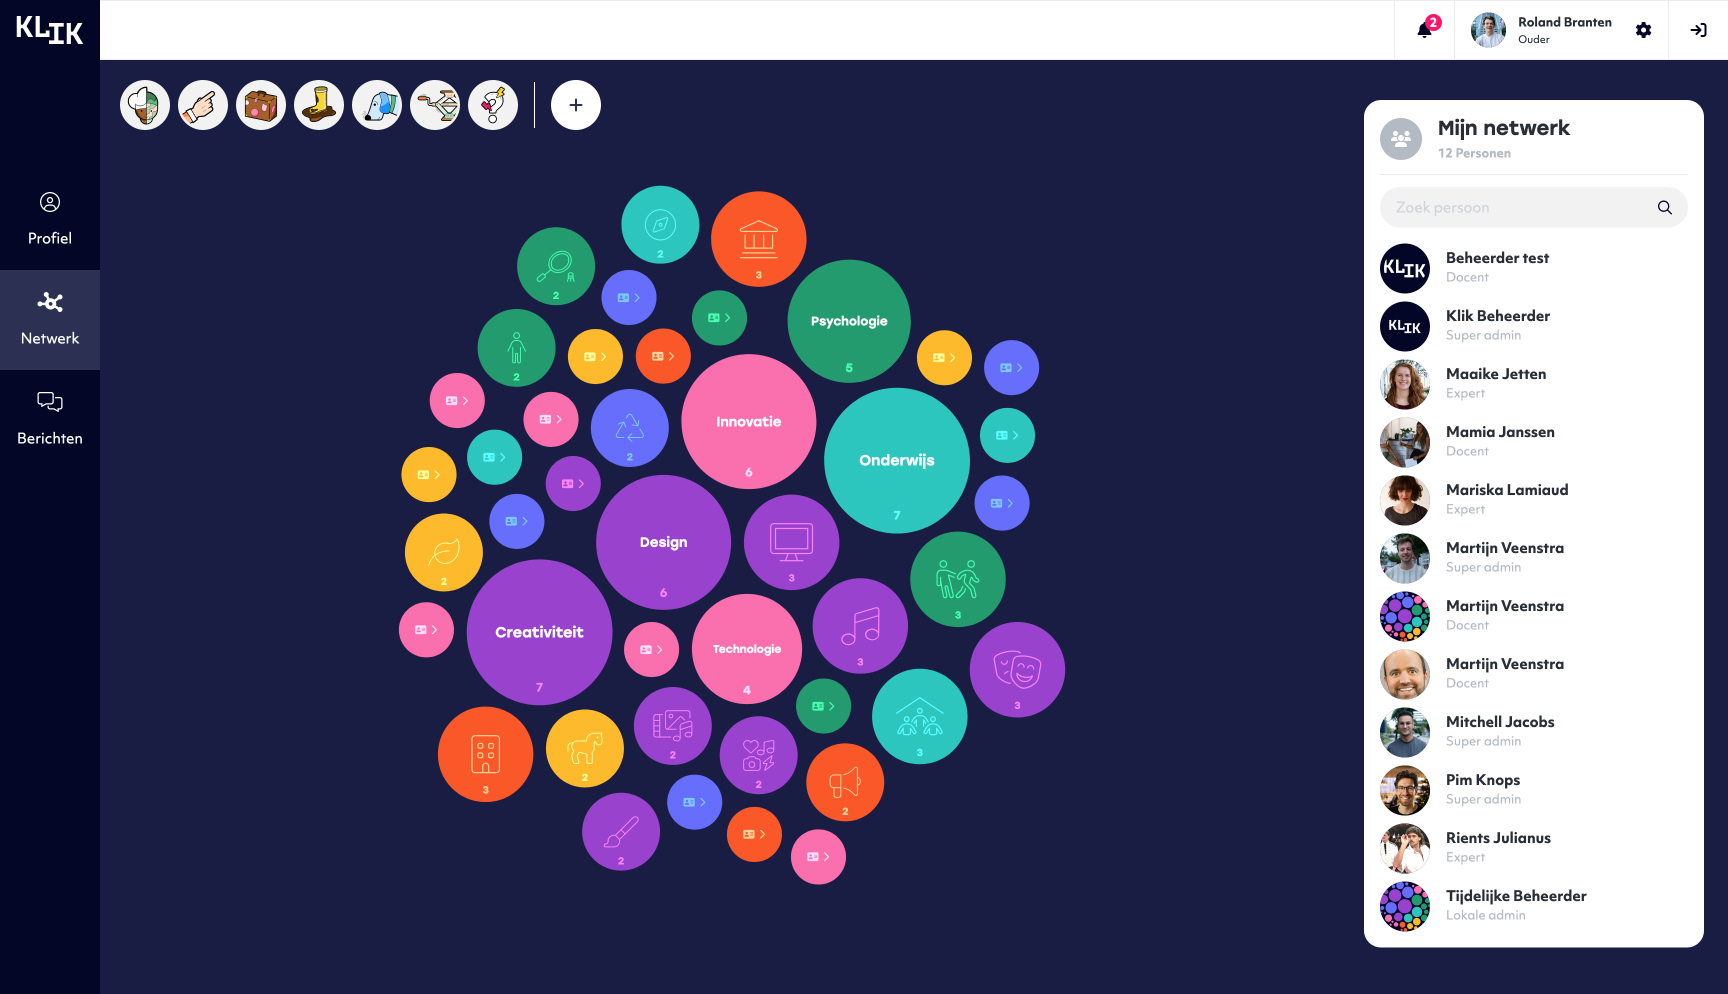 KLIK
2
Roland Branten
Ouder
Profiel
Netwerk
Berichten
+
2
3
2
Psychologie
5
2
Innovatie
6
2
Onderwijs
7
Design
6
3
2
3
Creativiteit
7
Technologie
4
3
3
3
2
2
3
2
3
2
2
Mijn netwerk
12 Personen
Zoek persoon
KLIK
Beheerder test
Docent
KLIK
Klik Beheerder
Super admin
Maaike Jetten
Expert
Mamia Janssen
Docent
Mariska Lamiaud
Expert
Martijn Veenstra
Super admin
Martijn Veenstra
Docent
Martijn Veenstra
Docent
Mitchell Jacobs
Super admin
Pim Knops
Super admin
Rients Julianus
Expert
Tijdelijke Beheerder
Lokale admin